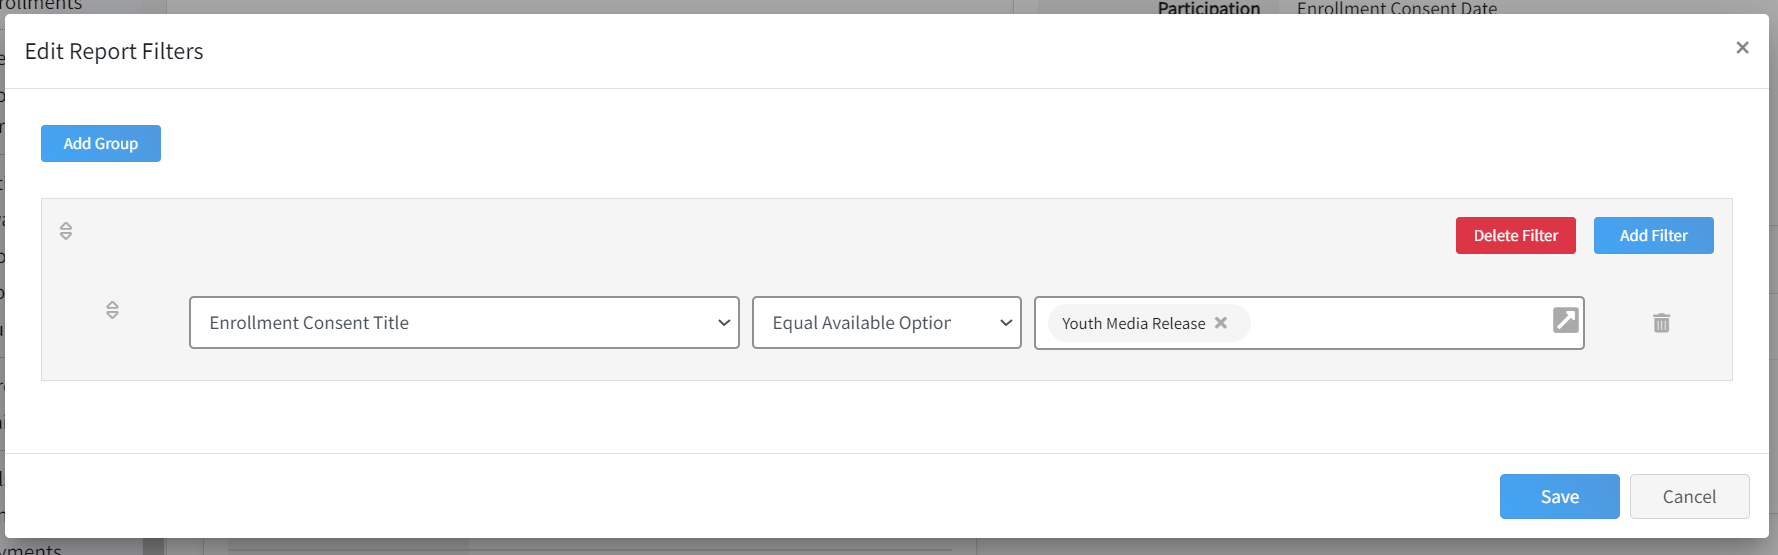 Participation Enrollment Consent Date
Edit Report Filters
×
Add Group
Delete Filter Add Filter
Enrollment Consent Title Equal Available Option Youth Media Release ×
Save Cancel